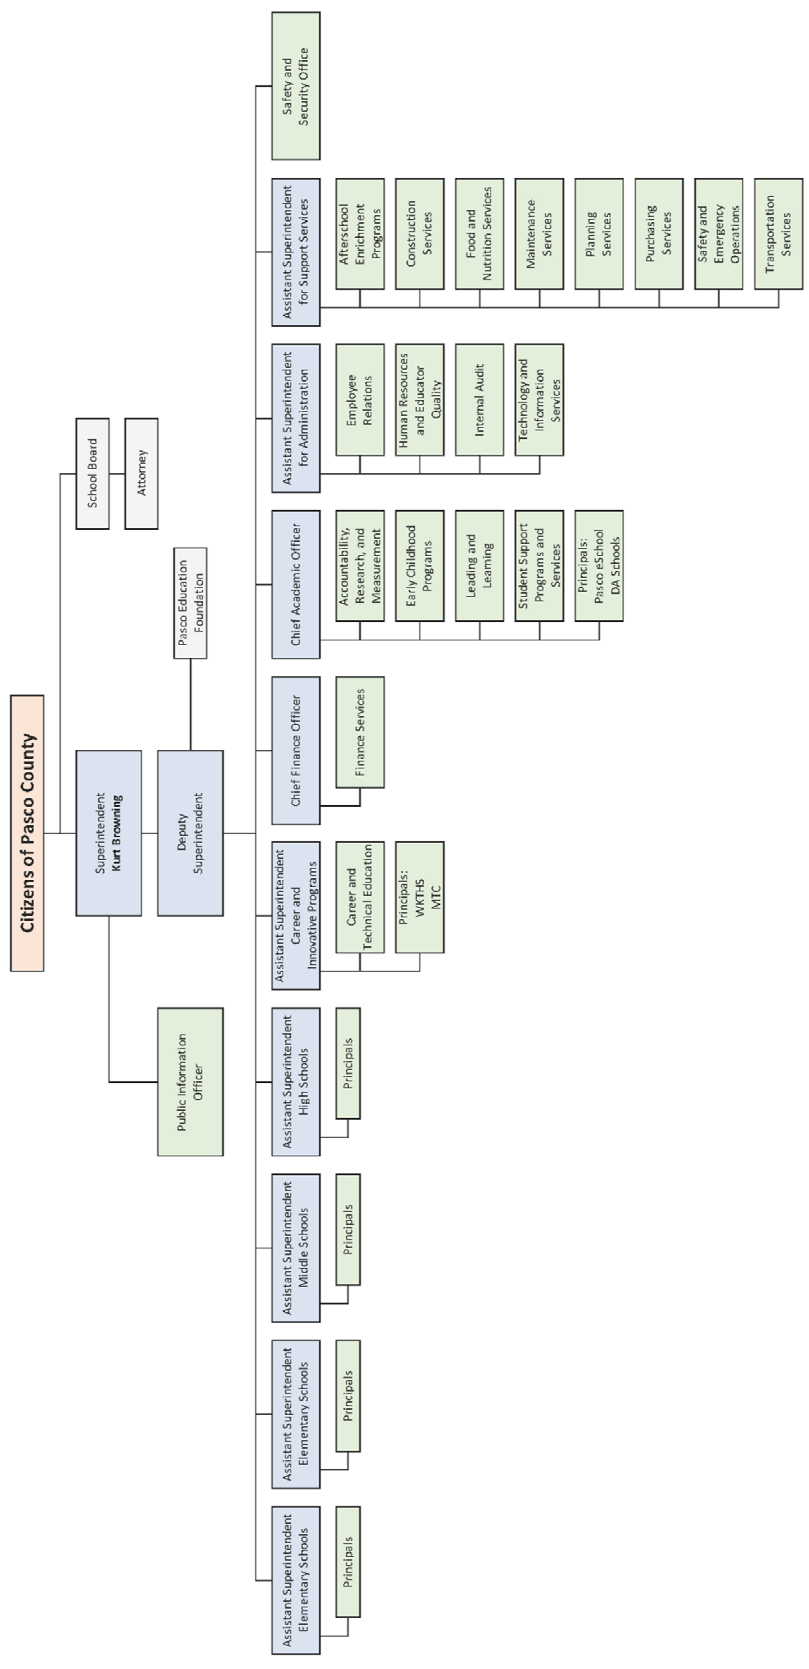 Citizens of Pasco County
School Board
Attorney
Superintendent
Kurt Browning
Public Information
Officer
Deputy
Superintendent
Pasco Education
Foundation
Assistant Superintendent
Elementary Schools
Principals
Assistant Superintendent
Elementary Schools
Principals
Assistant Superintendent
Middle Schools
Principals
Assistant Superintendent
High Schools
Principals
Assistant Superintendent
Career and
Innovative Programs
Career and
Technical Education
Principals:
WKTHS
MTC
Chief Finance Officer
Finance Services
Chief Academic Officer
Accountability,
Research, and
Measurement
Early Childhood
Programs
Leading and
Learning
Student Support
Programs and
Services
Principals:
Pasco eSchool
DA Schools
Assistant Superintendent
for Administration
Employee
Relations
Human Resources
and Educator
Quality
Internal Audit
Technology and
Information
Services
Assistant Superintendent
for Support Services
Afterschool
Enrichment
Programs
Construction
Services
Food and
Nutrition Services
Maintenance
Services
Planning
Services
Purchasing
Services
Safety and
Emergency
Operations
Transportation
Services
Safety and
Security Office